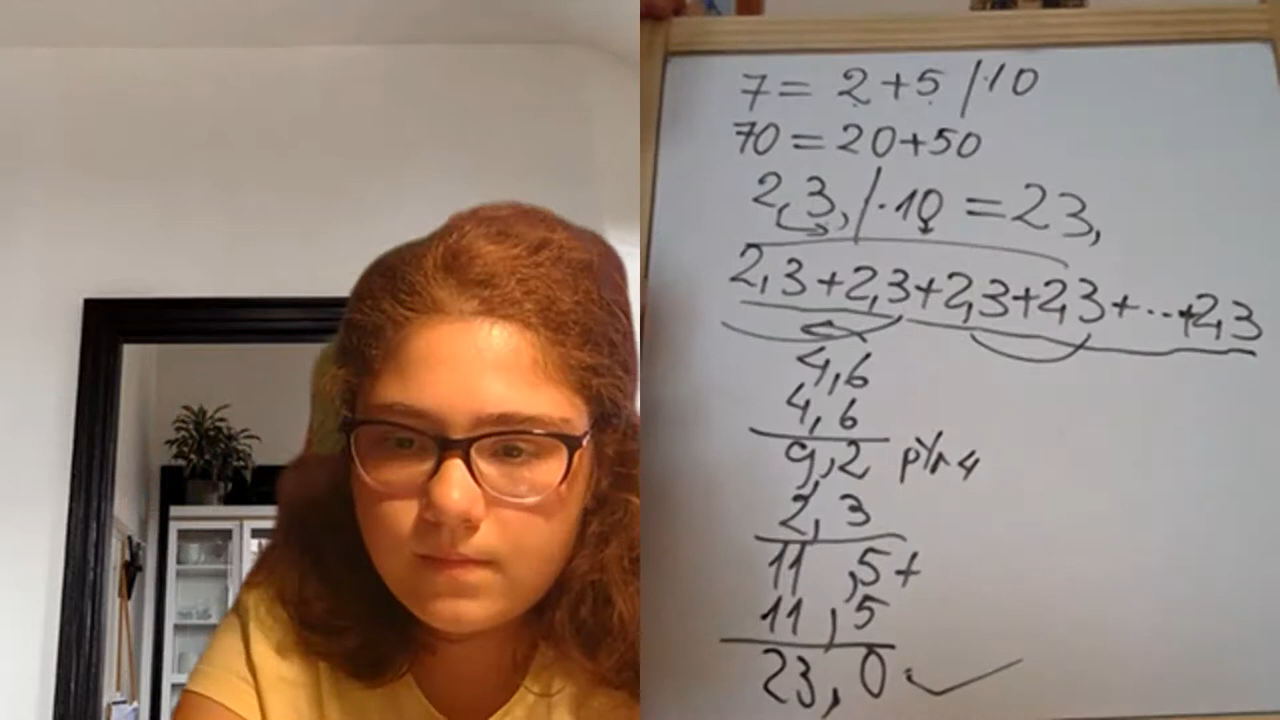 7 = 2 + 5 /·10
70 = 20+50
2,3, /·10 = 23,
2,3+2,3+2,3+2,3+...+2,3
4,6
4,6
9,2
2,3
11,5+
11,5
23,0 ✓